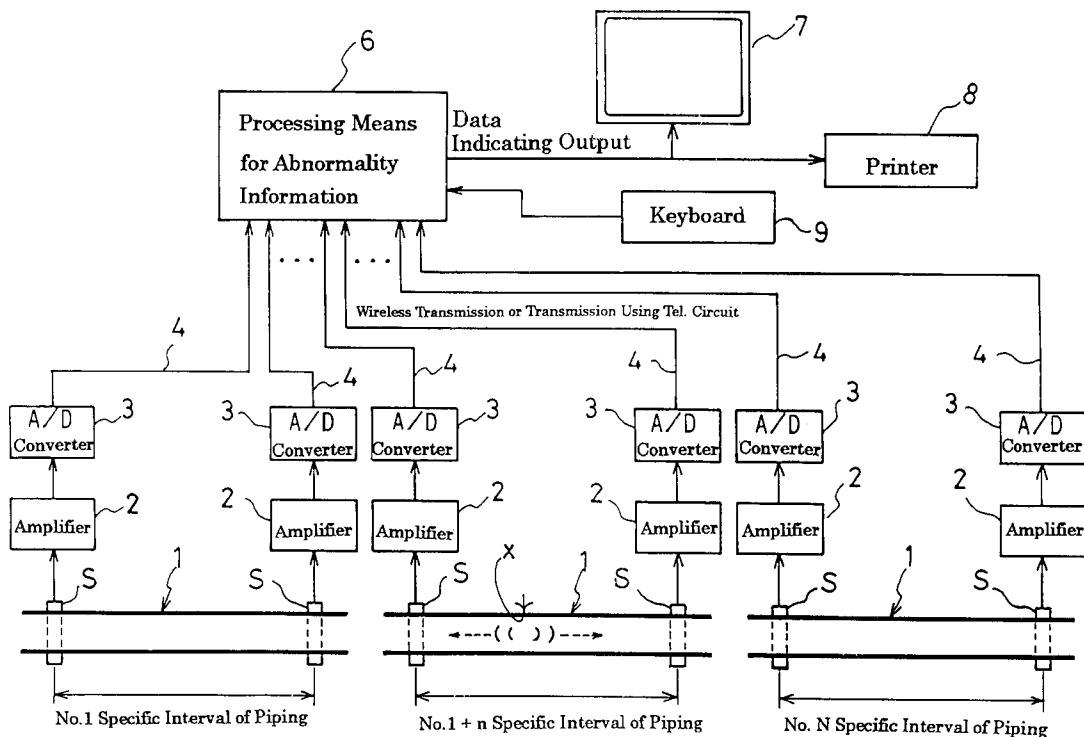 7
6
8
Processing Means
for Abnormality
Information
Data
Indicating Output
Printer
Keyboard
9
. . .
. . .
Wireless Transmission or Transmission Using Tel. Circuit
4
4
4
4
4
4
A/D
Converter
3
3
A/D
Converter
A/D
Converter
3
3
A/D
Converter
A/D
Converter
3
3
A/D
Converter
Amplifier
2
2
Amplifier
Amplifier
2
2
Amplifier
Amplifier
2
2
Amplifier
S
1
S
S
X
1
S
S
1
S
No.1 Specific Interval of Piping
No.1 + n Specific Interval of Piping
No. N Specific Interval of Piping